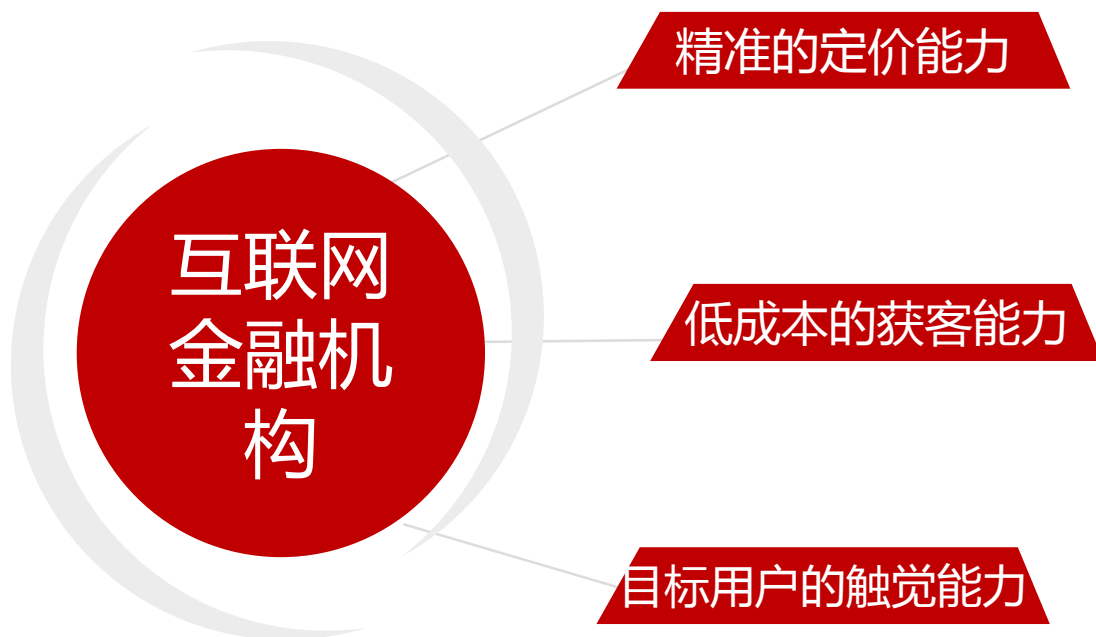 精准的定价能力
互联网
金融机
构
低成本的获客能力
目标用户的触觉能力